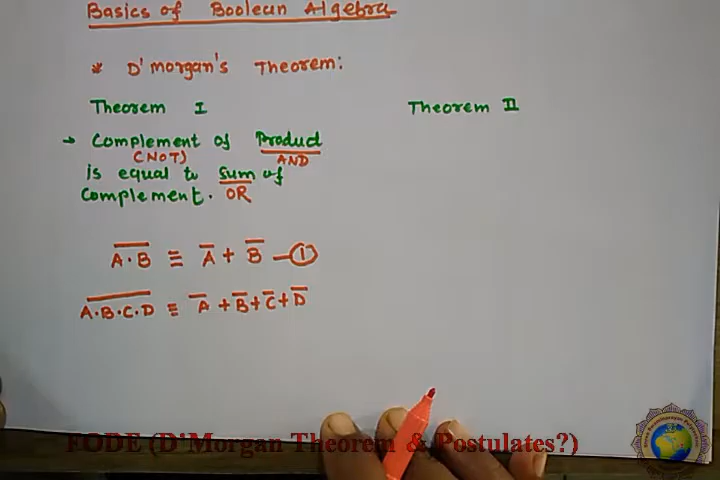 Basics of Boolean Algebra
* D'morgan's Theorem:
Theorem I
→ Complement of Product
(NOT) AND
is equal to sum of
Complement. OR
A̅·̅B̅ ≡ A̅ + B̅ —①
A̅·̅B̅·̅C̅·̅D̅ ≡ A̅ + B̅ + C̅ + D̅
Theorem II
FODE (D'Morgan Theorem & Postulates?)